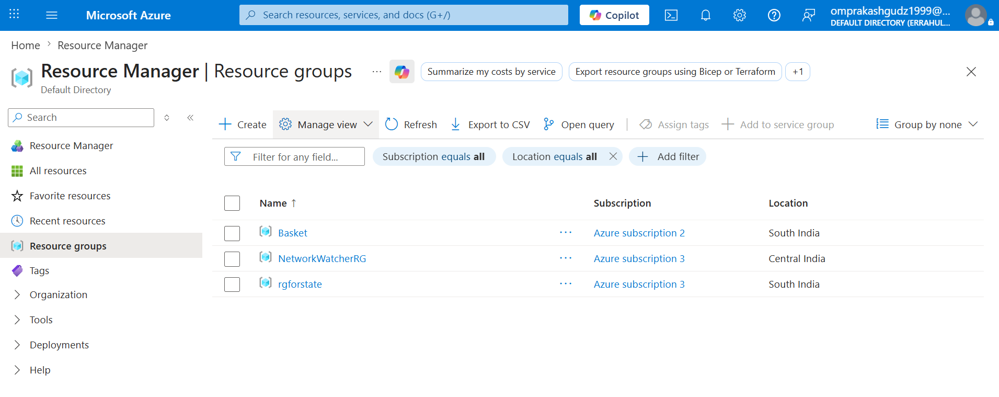 Microsoft Azure
Search resources, services, and docs (G+/)
Copilot
omprakashgudz1999@...
DEFAULT DIRECTORY (ERRAHUL...
Home > Resource Manager
Resource Manager | Resource groups
...
Summarize my costs by service
Export resource groups using Bicep or Terraform
+1
Default Directory
Search
Create
Manage view
Refresh
Export to CSV
Open query
Assign tags
Add to service group
Group by none
Resource Manager
All resources
Favorite resources
Recent resources
Resource groups
Tags
Organization
Tools
Deployments
Help
Filter for any field...
Subscription equals all
Location equals all
Add filter
Name ↑ Subscription Location
Basket ... Azure subscription 2 South India
NetworkWatcherRG ... Azure subscription 3 Central India
rgforstate ... Azure subscription 3 South India